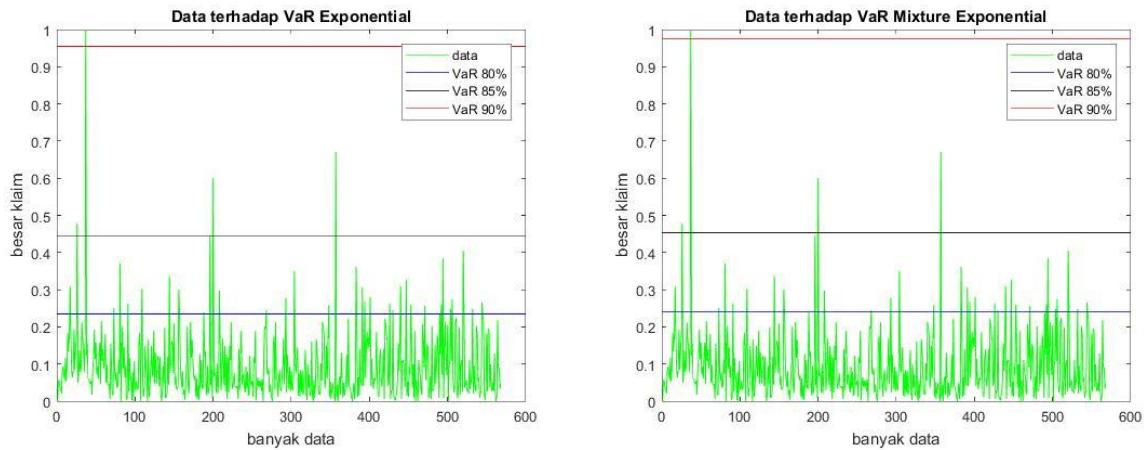 Data terhadap VaR Exponential
1
0.9
0.8
0.7
0.6
0.5
0.4
0.3
0.2
0.1
0
besar klaim
data
VaR 80%
VaR 85%
VaR 90%
0 100 200 300 400 500 600
banyak data
Data terhadap VaR Mixture Exponential
1
0.9
0.8
0.7
0.6
0.5
0.4
0.3
0.2
0.1
0
besar klaim
data
VaR 80%
VaR 85%
VaR 90%
0 100 200 300 400 500 600
banyak data